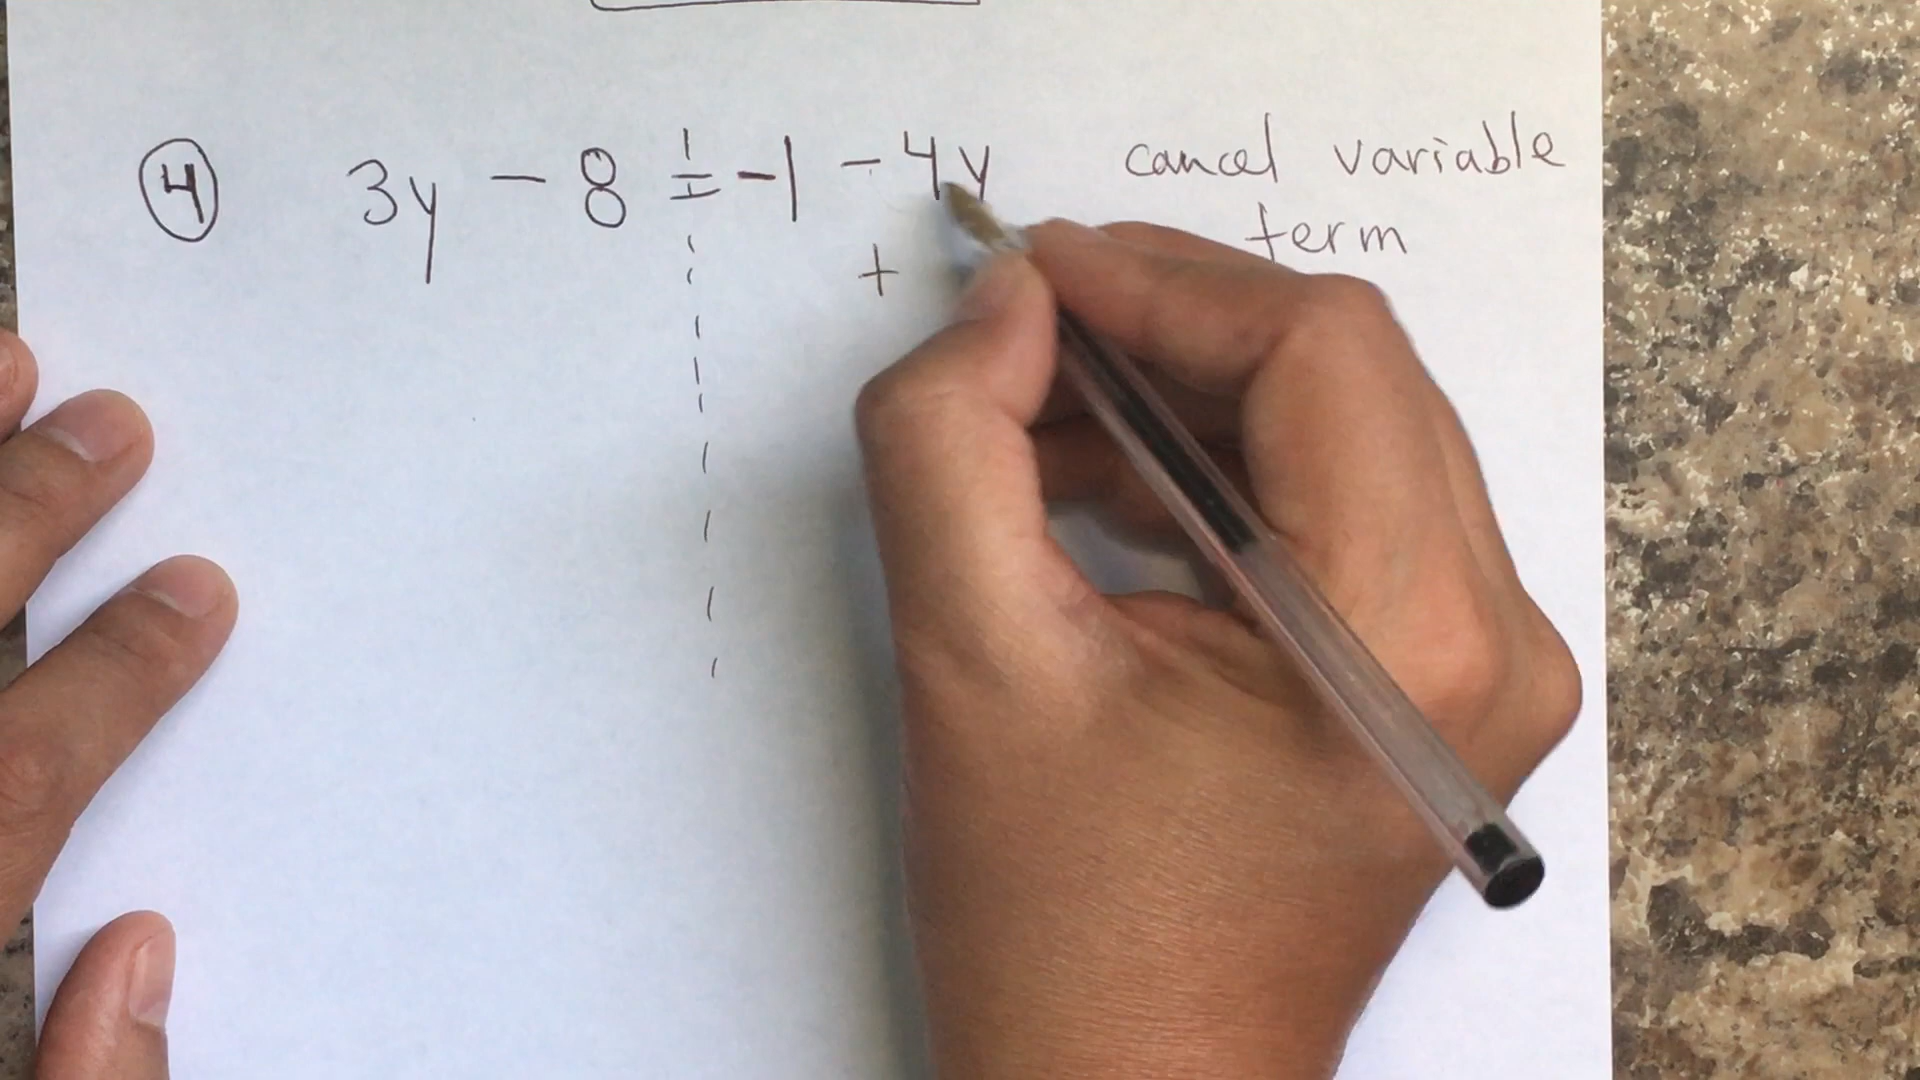 ④ 3y - 8 = -1 - 4y
+
cancel variable
term